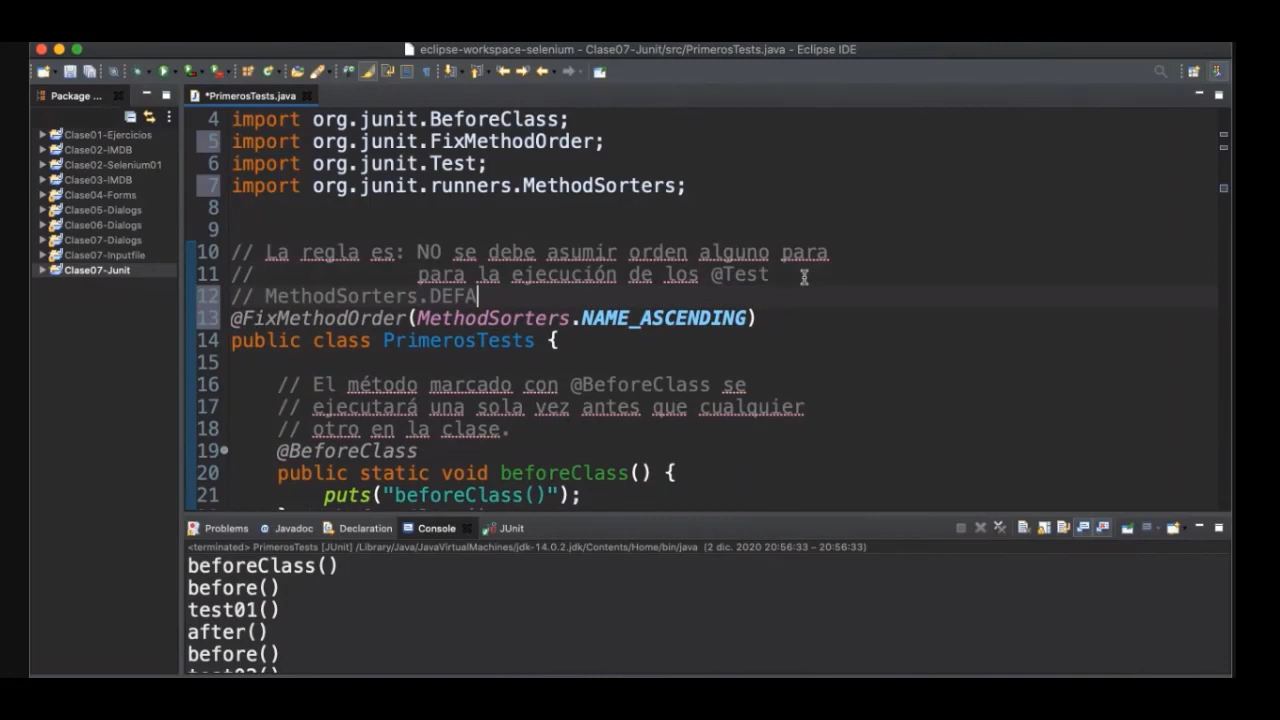 eclipse-workspace-selenium - Clase07-Junit/src/PrimerosTests.java - Eclipse IDE
Package ...
*PrimerosTests.java
Clase01-Ejercicios
Clase02-IMDB
Clase02-Selenium01
Clase03-IMDB
Clase04-Forms
Clase05-Dialogs
Clase06-Dialogs
Clase07-Dialogs
Clase07-Inputfile
Clase07-Junit
4 import org.junit.BeforeClass;
5 import org.junit.FixMethodOrder;
6 import org.junit.Test;
7 import org.junit.runners.MethodSorters;
8
9
10 // La regla es: NO se debe asumir orden alguno para
11 // para la ejecución de los @Test
12 // MethodSorters.DEFA
13 @FixMethodOrder(MethodSorters.NAME_ASCENDING)
14 public class PrimerosTests {
15
16 // El método marcado con @BeforeClass se
17 // ejecutará una sola vez antes que cualquier
18 // otro en la clase.
19 @BeforeClass
20 public static void beforeClass() {
21 puts("beforeClass()");
Problems Javadoc Declaration Console JUnit
<terminated> PrimerosTests [JUnit] /Library/Java/JavaVirtualMachines/jdk-14.0.2.jdk/Contents/Home/bin/java (2 dic. 2020 20:56:33 – 20:56:33)
beforeClass()
before()
test01()
after()
before()